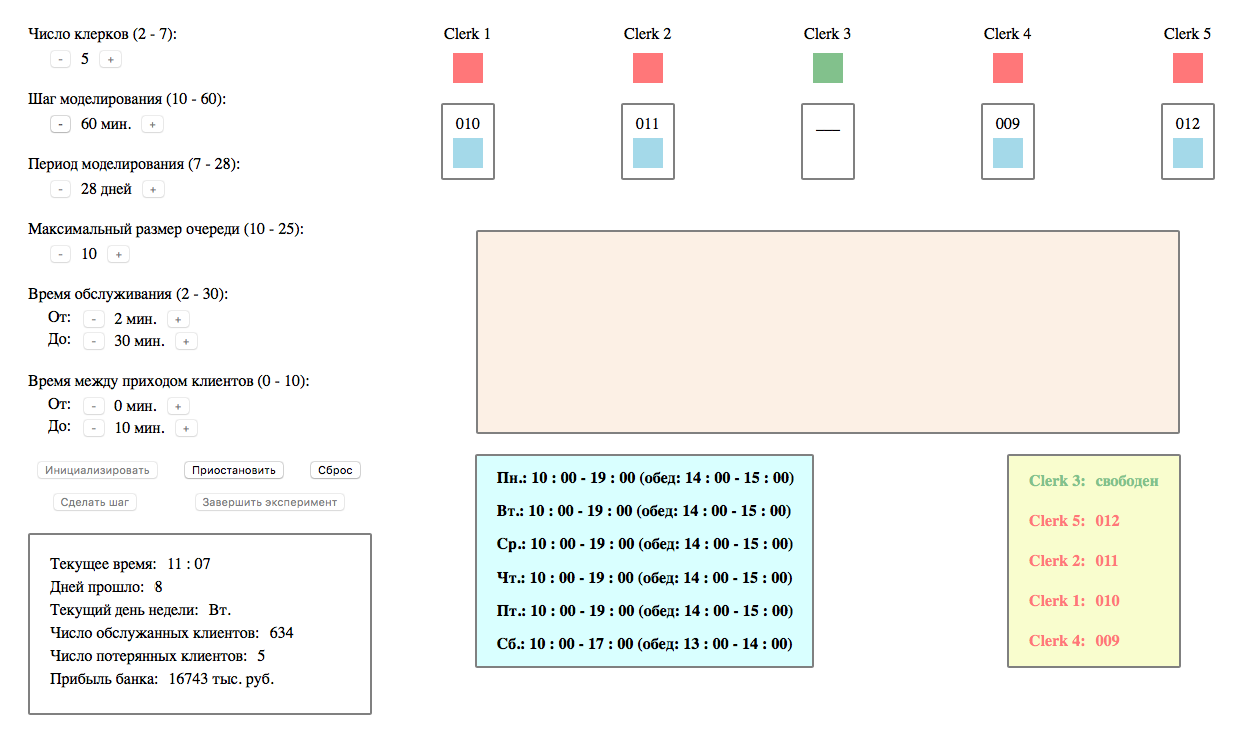 Число клерков (2 - 7):
- 5 +
Шаг моделирования (10 - 60):
- 60 мин. +
Период моделирования (7 - 28):
- 28 дней +
Максимальный размер очереди (10 - 25):
- 10 +
Время обслуживания (2 - 30):
От: - 2 мин. +
До: - 30 мин. +
Время между приходом клиентов (0 - 10):
От: - 0 мин. +
До: - 10 мин. +
Инициализировать Приостановить Сброс
Сделать шаг Завершить эксперимент
Текущее время: 11 : 07
Дней прошло: 8
Текущий день недели: Вт.
Число обслужанных клиентов: 634
Число потерянных клиентов: 5
Прибыль банка: 16743 тыс. руб.
Clerk 1 Clerk 2 Clerk 3 Clerk 4 Clerk 5
010 011 ___ 009 012
Пн.: 10 : 00 - 19 : 00 (обед: 14 : 00 - 15 : 00)
Вт.: 10 : 00 - 19 : 00 (обед: 14 : 00 - 15 : 00)
Ср.: 10 : 00 - 19 : 00 (обед: 14 : 00 - 15 : 00)
Чт.: 10 : 00 - 19 : 00 (обед: 14 : 00 - 15 : 00)
Пт.: 10 : 00 - 19 : 00 (обед: 14 : 00 - 15 : 00)
Сб.: 10 : 00 - 17 : 00 (обед: 13 : 00 - 14 : 00)
Clerk 3: свободен
Clerk 5: 012
Clerk 2: 011
Clerk 1: 010
Clerk 4: 009